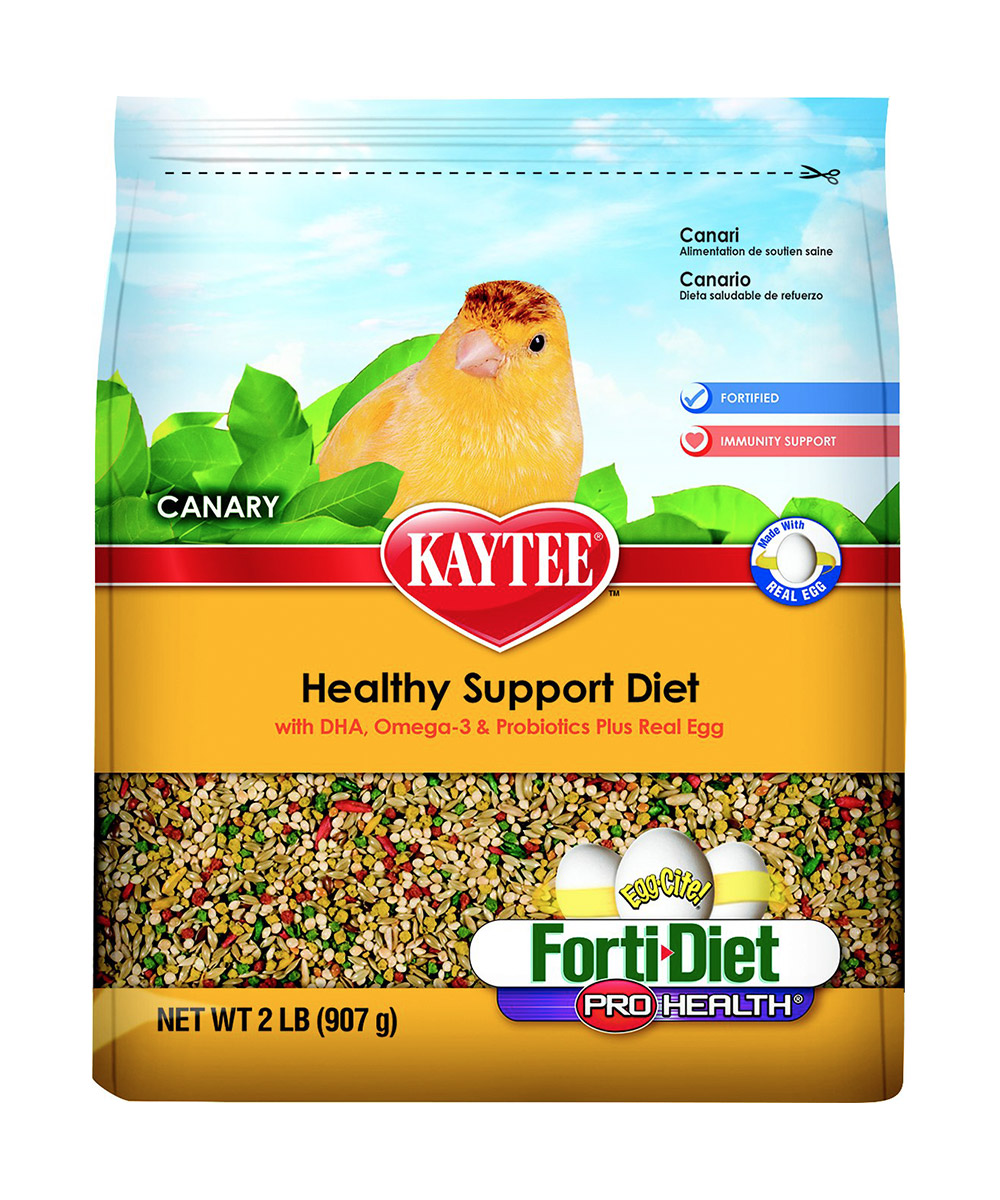 Canari
Alimentation de soutien saine
Canario
Dieta saludable de refuerzo
FORTIFIED
IMMUNITY SUPPORT
CANARY
KAYTEE®
™
Made With
REAL EGG
Healthy Support Diet
with DHA, Omega-3 & Probiotics Plus Real Egg
Egg-Cite!
Forti-Diet
PRO HEALTH®
NET WT 2 LB (907 g)